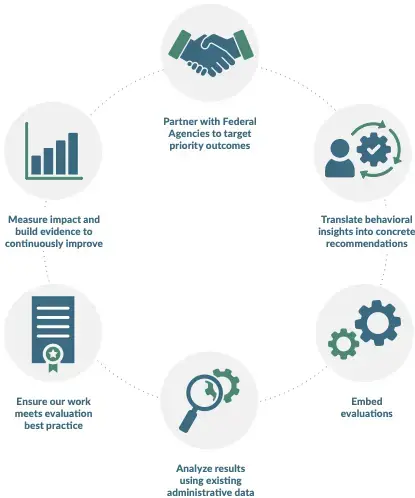 Partner with Federal
Agencies to target
priority outcomes
Translate behavioral
insights into concrete
recommendations
Embed
evaluations
Analyze results
using existing
administrative data
Ensure our work
meets evaluation
best practice
Measure impact and
build evidence to
continuously improve